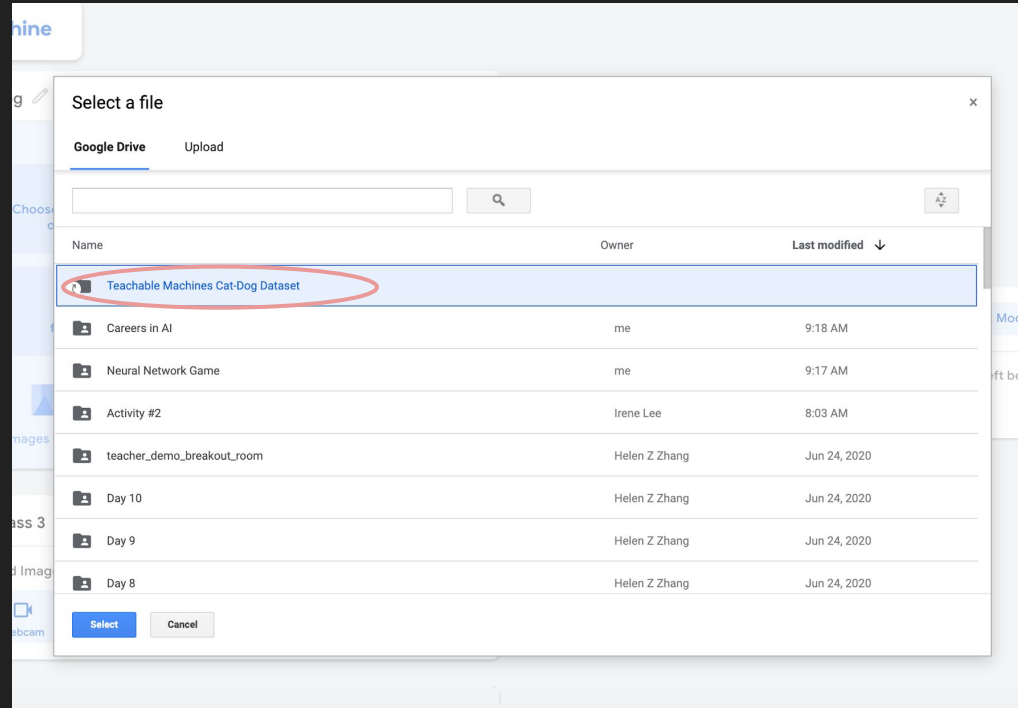 hine
g
Select a file
×
Google Drive Upload
Choose
AZ
Name Owner Last modified
Teachable Machines Cat-Dog Dataset
Careers in AI me 9:18 AM
Mod
Neural Network Game me 9:17 AM
ft be
Activity #2 Irene Lee 8:03 AM
mages
teacher_demo_breakout_room Helen Z Zhang Jun 24, 2020
Day 10 Helen Z Zhang Jun 24, 2020
ass 3
Day 9 Helen Z Zhang Jun 24, 2020
d Imag
Day 8 Helen Z Zhang Jun 24, 2020
Select Cancel
ebcam